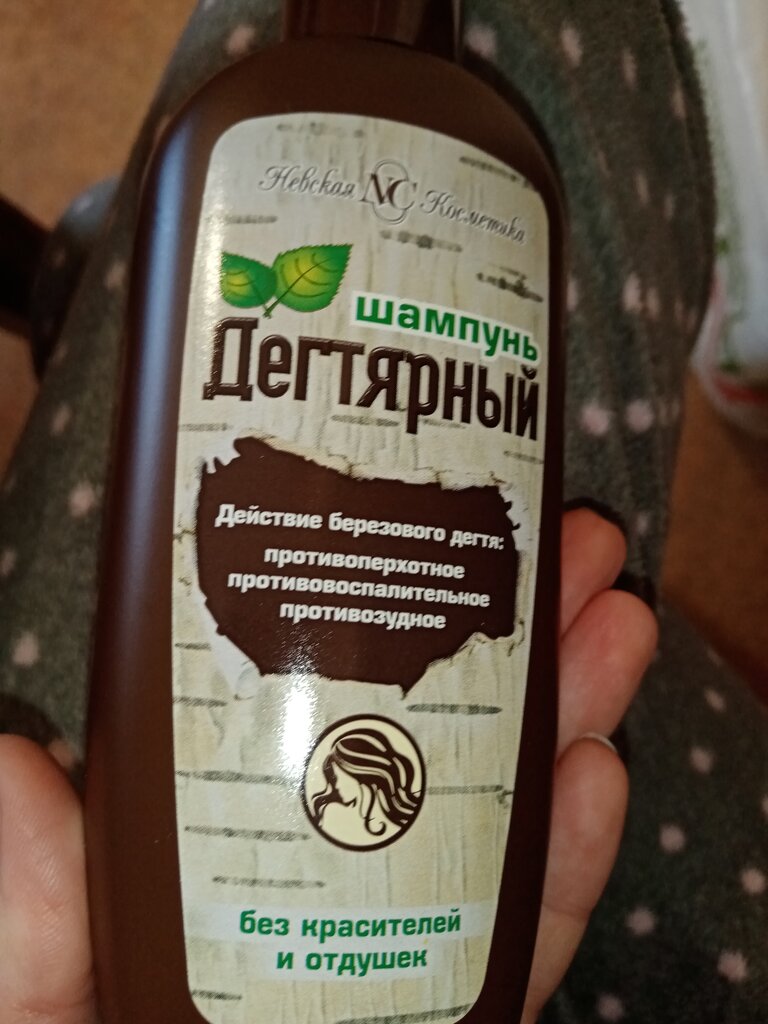 Невская NC Косметика
шампунь
Дегтярный
Действие березового дегтя:
противоперхотное
противовоспалительное
противозудное
без красителей
и отдушек